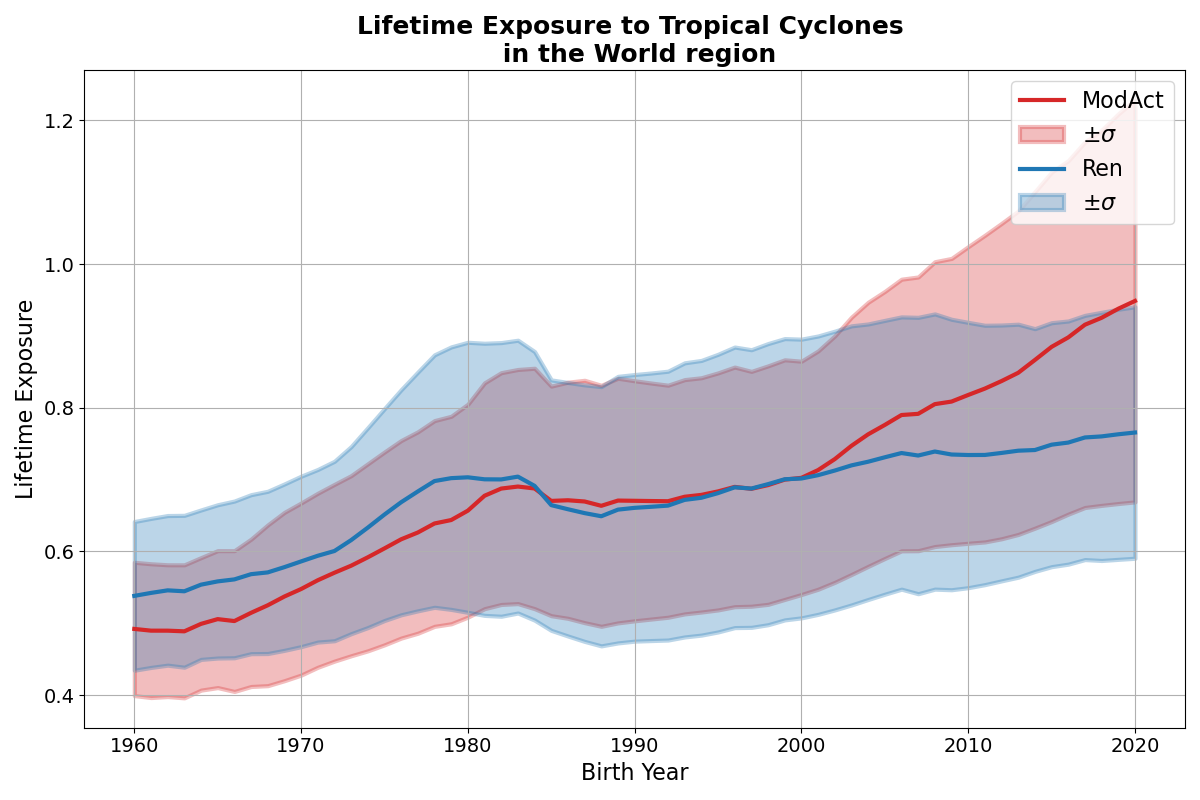 Lifetime Exposure to Tropical Cyclones
in the World region
ModAct
±σ
Ren
±σ
Lifetime Exposure
1.2
1.0
0.8
0.6
0.4
1960 1970 1980 1990 2000 2010 2020
Birth Year